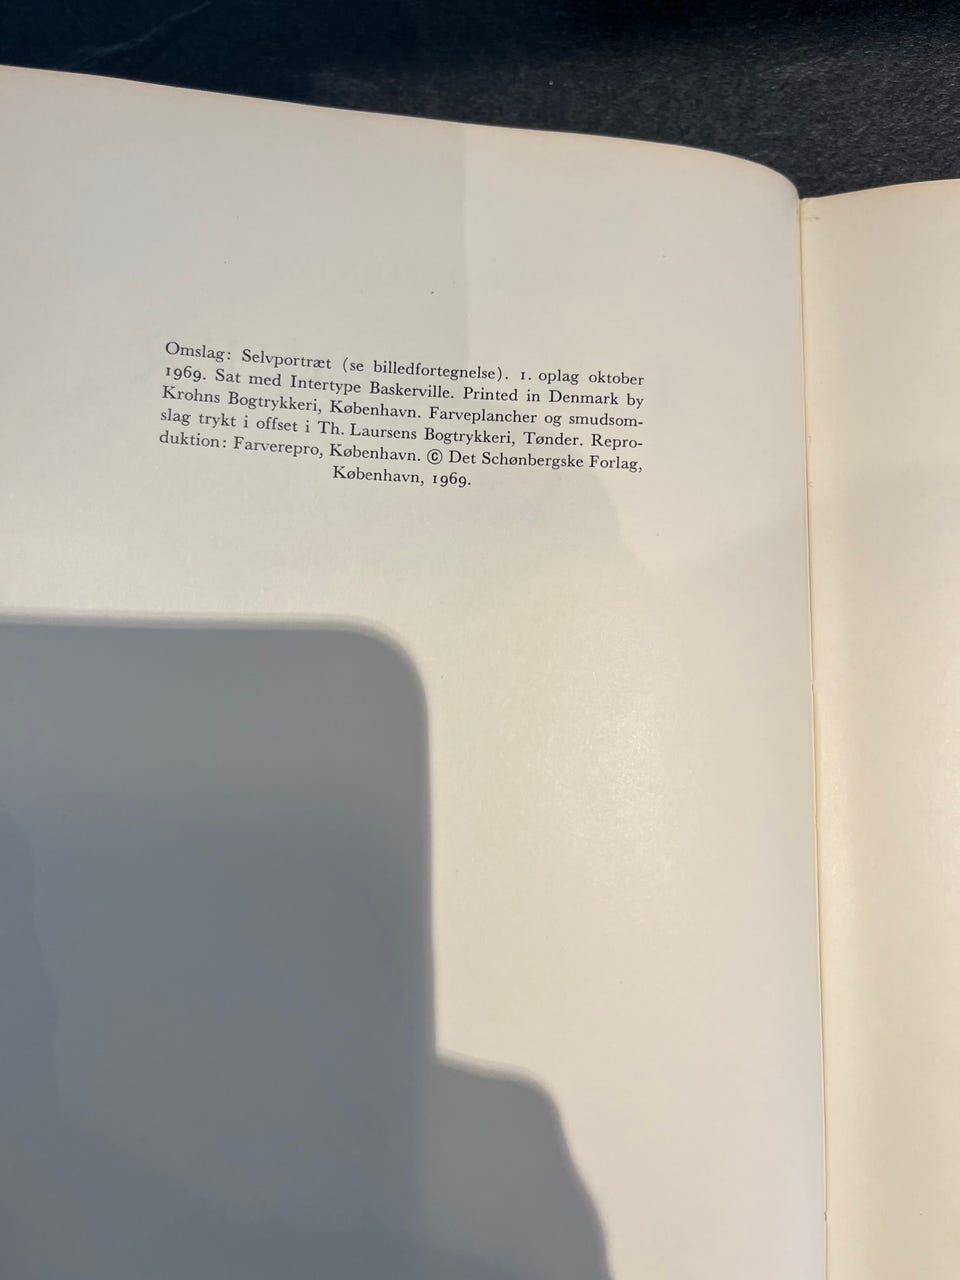 Omslag: Selvportræt (se billedfortegnelse). 1. oplag oktober
1969. Sat med Intertype Baskerville. Printed in Denmark by
Krohns Bogtrykkeri, København. Farveplancher og smudsom-
slag trykt i offset i Th. Laursens Bogtrykkeri, Tønder. Repro-
duktion: Farverepro, København. © Det Schønbergske Forlag,
København, 1969.